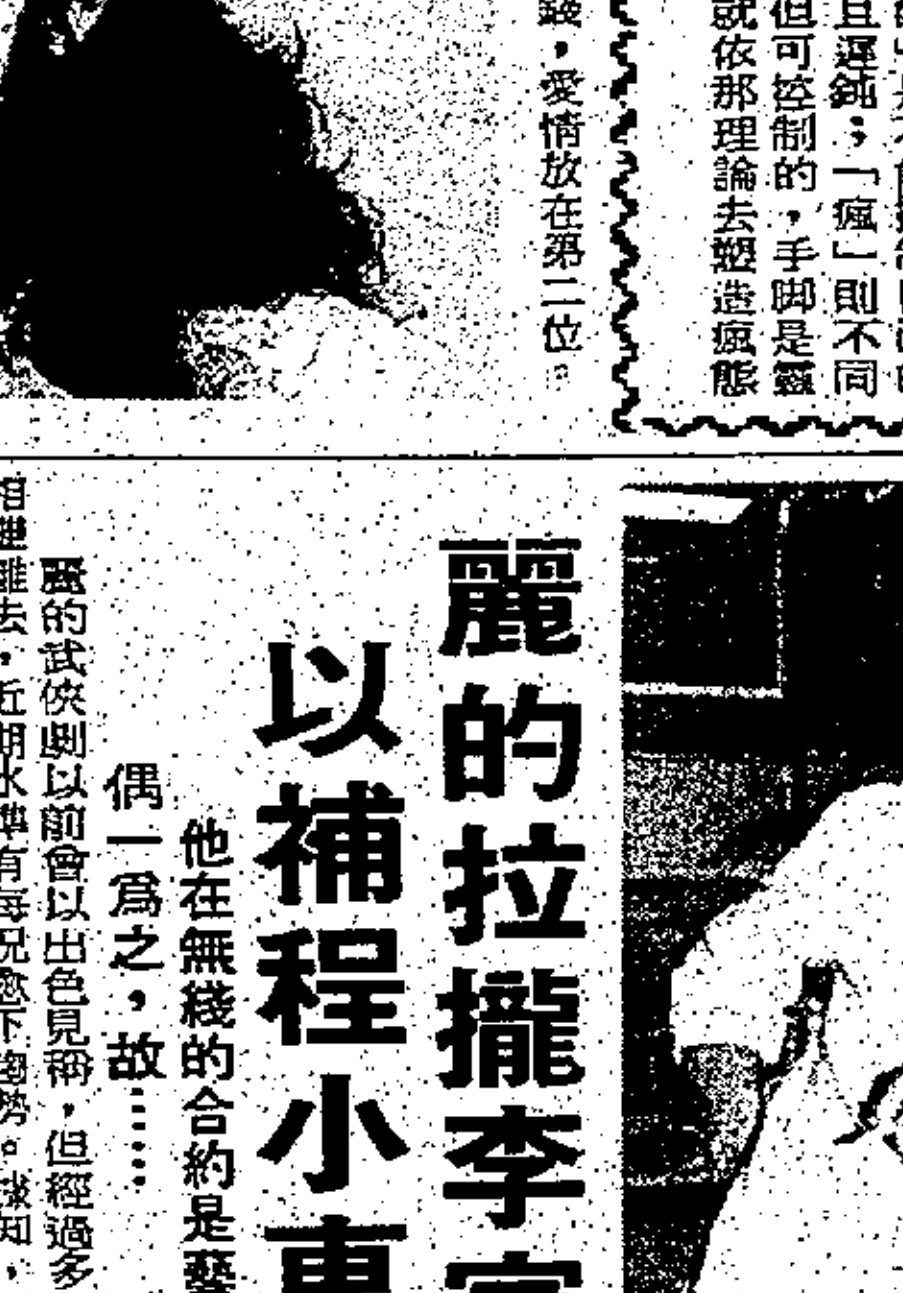 且遲鈍；「瘋」則不同
但可控制的，手脚是靈
就依那理論去塑造瘋態
錢，愛情放在第二位。
麗的拉攏李
以補程小東
他在無綫的合約是藝
偶一爲之，故……
麗的武俠劇以前曾以出色見稱，但經過多
相繼離去，近期水準有每況愈下趨勢。據知，